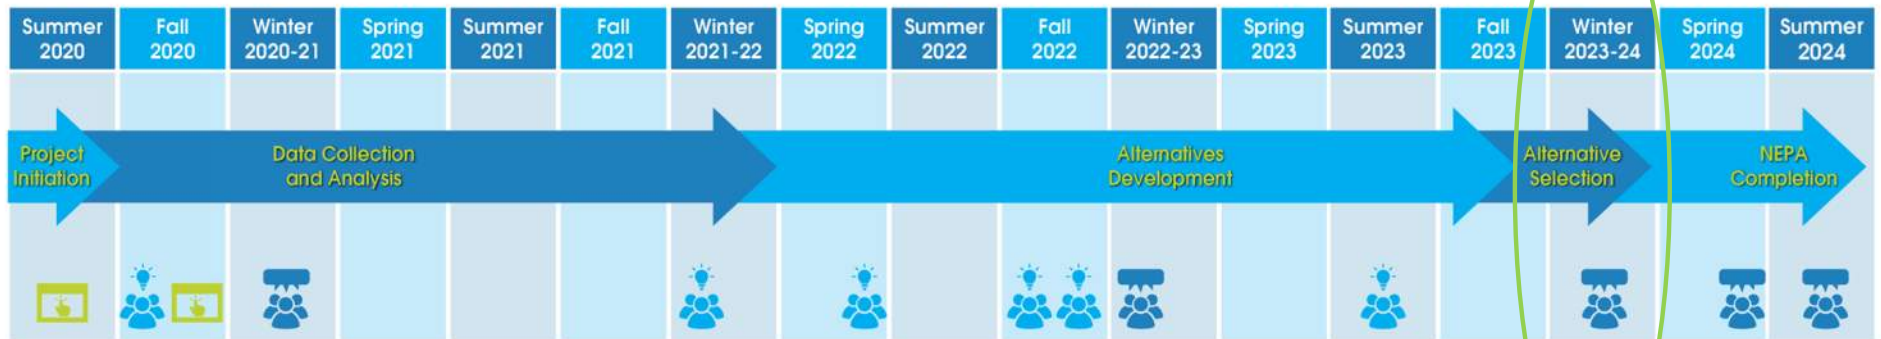 Summer
2020
Fall
2020
Winter
2020-21
Spring
2021
Summer
2021
Fall
2021
Winter
2021-22
Spring
2022
Summer
2022
Fall
2022
Winter
2022-23
Spring
2023
Summer
2023
Fall
2023
Winter
2023-24
Spring
2024
Summer
2024
Project
Initiation
Data Collection
and Analysis
Alternatives
Development
Alternative
Selection
NEPA
Completion